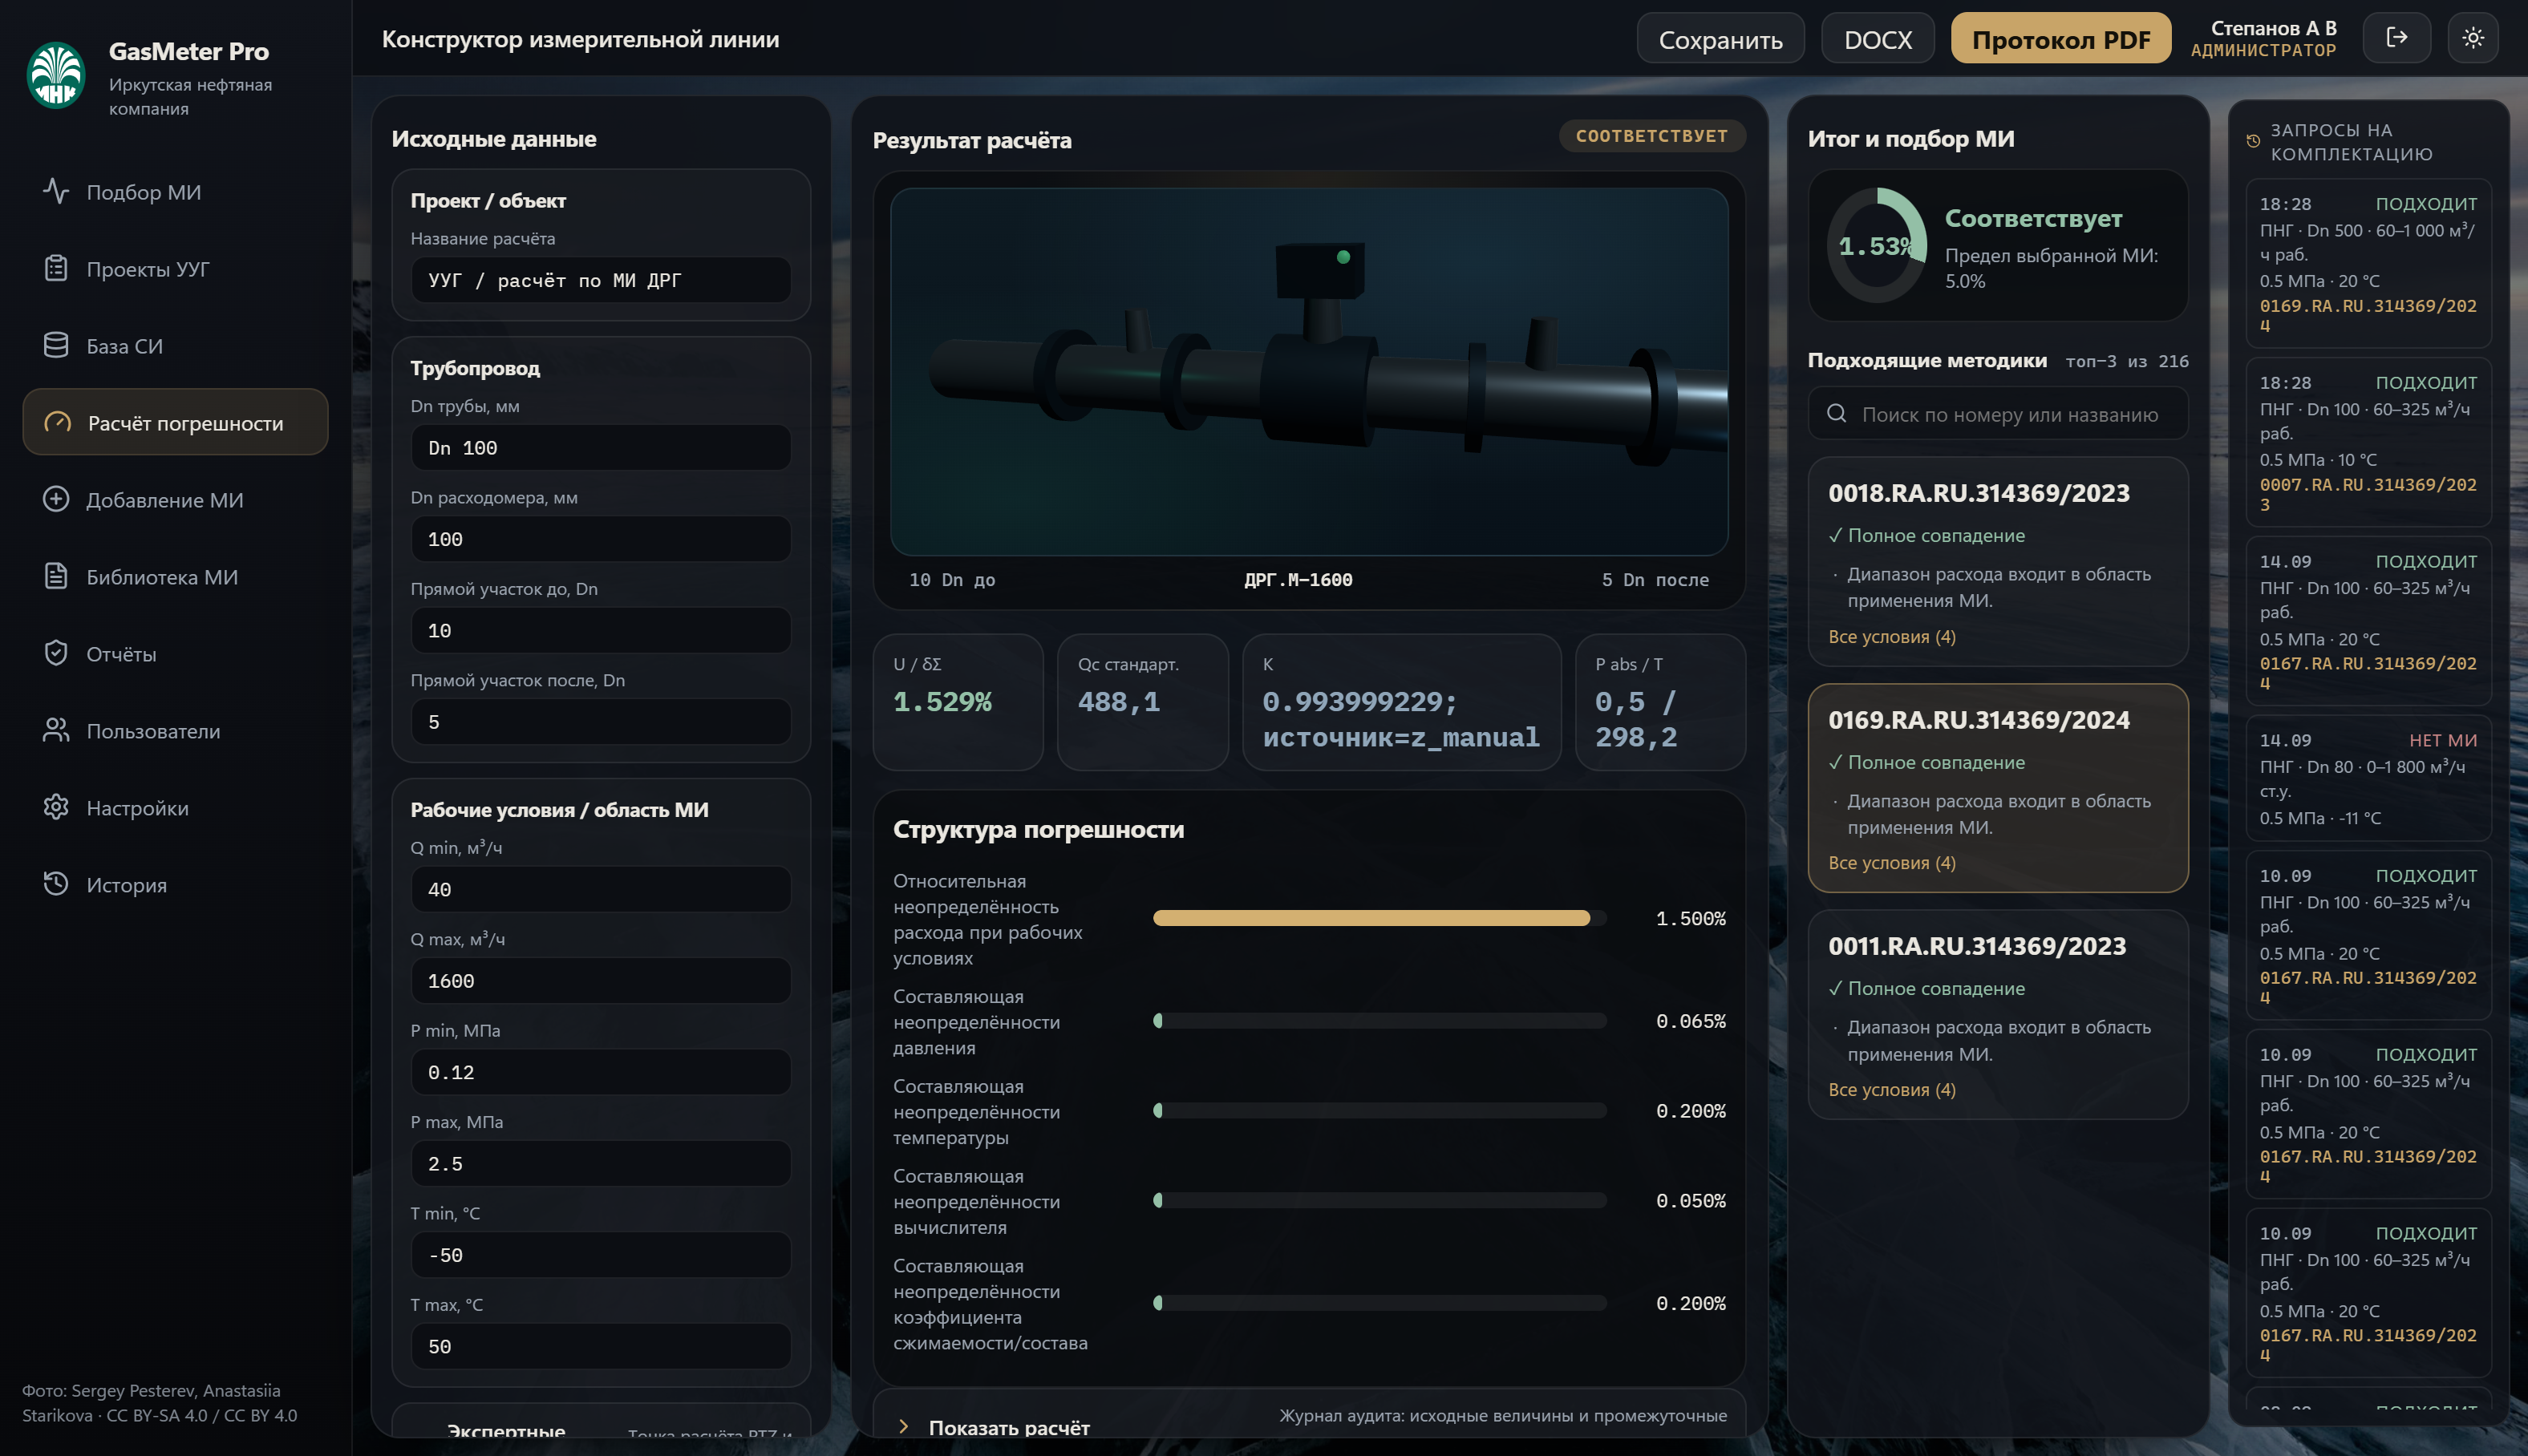 GasMeter Pro
Иркутская нефтяная
компания
ИНК
Подбор МИ
Проекты УУГ
База СИ
Расчёт погрешности
Добавление МИ
Библиотека МИ
Отчёты
Пользователи
Настройки
История
Фото: Sergey Pesterev, Anastasiia
Starikova · CC BY-SA 4.0 / CC BY 4.0
Конструктор измерительной линии
Сохранить
DOCX
Протокол PDF
Степанов А В
АДМИНИСТРАТОР
Исходные данные
Проект / объект
Название расчёта
УУГ / расчёт по МИ ДРГ
Трубопровод
Dn трубы, мм
Dn 100
Dn расходомера, мм
100
Прямой участок до, Dn
10
Прямой участок после, Dn
5
Рабочие условия / область МИ
Q min, м³/ч
40
Q max, м³/ч
1600
P min, МПа
0.12
P max, МПа
2.5
T min, °C
-50
T max, °C
50
Экспертные
Точка расчёта PTZ и
Результат расчёта
СООТВЕТСТВУЕТ
10 Dn до
ДРГ.М-1600
5 Dn после
U / δΣ
1.529%
Qc стандарт.
488,1
K
0.993999229;
источник=z_manual
P abs / T
0,5 /
298,2
Структура погрешности
Относительная
неопределённость
расхода при рабочих
условиях
1.500%
Составляющая
неопределённости
давления
0.065%
Составляющая
неопределённости
температуры
0.200%
Составляющая
неопределённости
вычислителя
0.050%
Составляющая
неопределённости
коэффициента
сжимаемости/состава
0.200%
Показать расчёт
Журнал аудита: исходные величины и промежуточные
Итог и подбор МИ
1.53%
Соответствует
Предел выбранной МИ:
5.0%
Подходящие методики
топ-3 из 216
Поиск по номеру или названию
0018.RA.RU.314369/2023
✓ Полное совпадение
· Диапазон расхода входит в область
применения МИ.
Все условия (4)
0169.RA.RU.314369/2024
✓ Полное совпадение
· Диапазон расхода входит в область
применения МИ.
Все условия (4)
0011.RA.RU.314369/2023
✓ Полное совпадение
· Диапазон расхода входит в область
применения МИ.
Все условия (4)
ЗАПРОСЫ НА
КОМПЛЕКТАЦИЮ
18:28 ПОДХОДИТ
ПНГ · Dn 500 · 60–1 000 м³/
ч раб.
0.5 МПа · 20 °C
0169.RA.RU.314369/202
4
18:28 ПОДХОДИТ
ПНГ · Dn 100 · 60–325 м³/ч
раб.
0.5 МПа · 10 °C
0007.RA.RU.314369/202
3
14.09 ПОДХОДИТ
ПНГ · Dn 100 · 60–325 м³/ч
раб.
0.5 МПа · 20 °C
0167.RA.RU.314369/202
4
14.09 НЕТ МИ
ПНГ · Dn 80 · 0–1 800 м³/ч
ст.у.
0.5 МПа · -11 °C
10.09 ПОДХОДИТ
ПНГ · Dn 100 · 60–325 м³/ч
раб.
0.5 МПа · 20 °C
0167.RA.RU.314369/202
4
10.09 ПОДХОДИТ
ПНГ · Dn 100 · 60–325 м³/ч
раб.
0.5 МПа · 20 °C
0167.RA.RU.314369/202
4
10.09 ПОДХОДИТ
ПНГ · Dn 100 · 60–325 м³/ч
раб.
0.5 МПа · 20 °C
0167.RA.RU.314369/202
4
ПОДХОДИТ